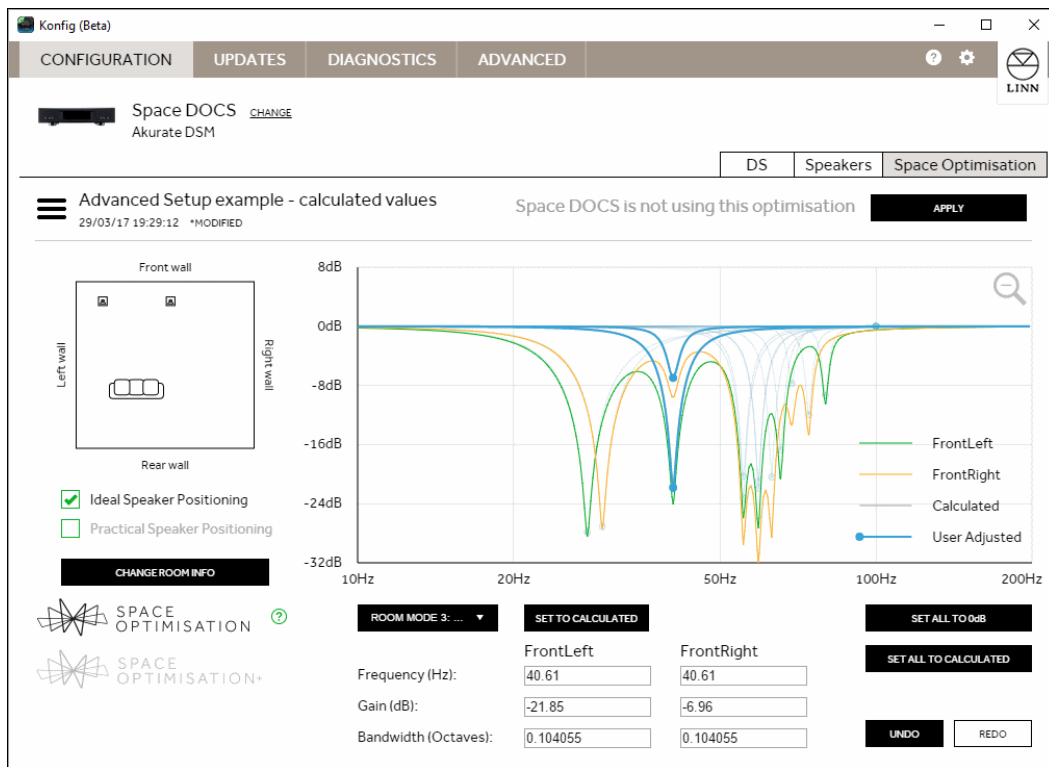 Konfig (Beta)
CONFIGURATION UPDATES DIAGNOSTICS ADVANCED
LINN
Space DOCS CHANGE
Akurate DSM
DS Speakers Space Optimisation
Advanced Setup example - calculated values
29/03/17 19:29:12 *MODIFIED
Space DOCS is not using this optimisation
APPLY
Front wall
Left wall
Right wall
Rear wall
Ideal Speaker Positioning
Practical Speaker Positioning
CHANGE ROOM INFO
SPACE
OPTIMISATION
SPACE
OPTIMISATION+
8dB
0dB
-8dB
-16dB
-24dB
-32dB
10Hz 20Hz 50Hz 100Hz 200Hz
FrontLeft
FrontRight
Calculated
User Adjusted
ROOM MODE 3: ... SET TO CALCULATED SET ALL TO 0dB
FrontLeft FrontRight SET ALL TO CALCULATED
Frequency (Hz): 40.61 40.61
Gain (dB): -21.85 -6.96
Bandwidth (Octaves): 0.104055 0.104055
UNDO REDO